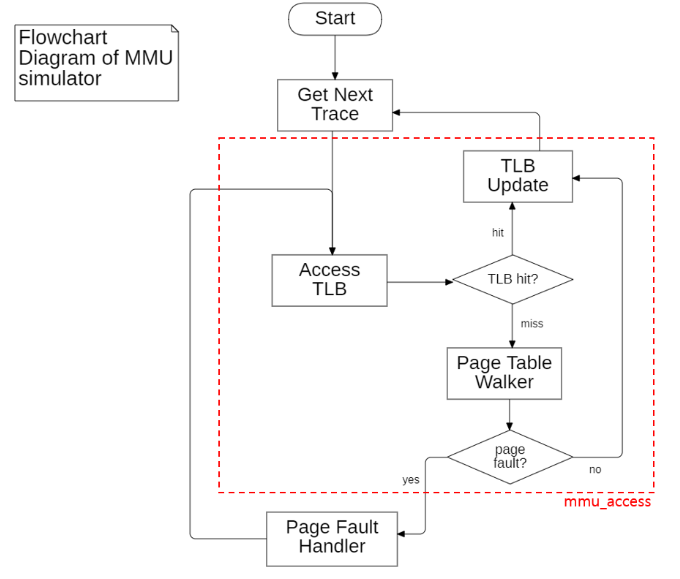 Start
Flowchart
Diagram of MMU
simulator
Get Next
Trace
TLB
Update
hit
Access
TLB
TLB hit?
miss
Page Table
Walker
page
fault?
yes
no
mmu_access
Page Fault
Handler